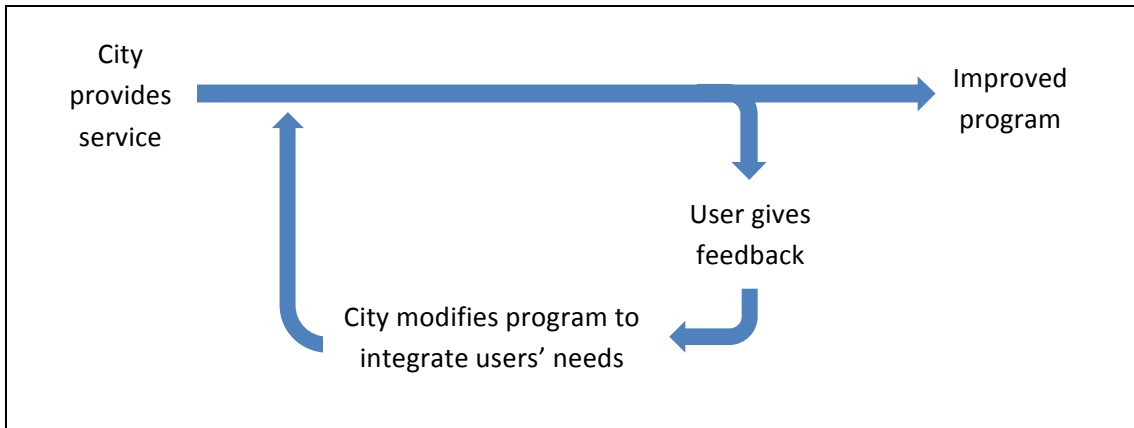 City
provides
service
Improved
program
User gives
feedback
City modifies program to
integrate users’ needs